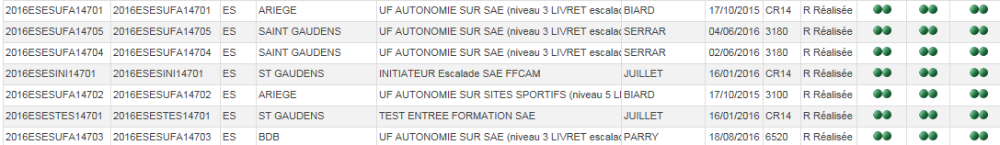 2016ESESUFA14701 2016ESESUFA14701 ES ARIEGE UF AUTONOMIE SUR SAE (niveau 3 LIVRET escalad BIARD 17/10/2015 CR14 R Réalisée
2016ESESUFA14705 2016ESESUFA14705 ES SAINT GAUDENS UF AUTONOMIE SUR SAE (niveau 3 LIVRET escalad SERRAR 04/06/2016 3180 R Réalisée
2016ESESUFA14704 2016ESESUFA14704 ES SAINT GAUDENS UF AUTONOMIE SUR SAE (niveau 3 LIVRET escalad SERRAR 02/06/2016 3180 R Réalisée
2016ESESINI14701 2016ESESINI14701 ES ST GAUDENS INITIATEUR Escalade SAE FFCAM JUILLET 16/01/2016 CR14 R Réalisée
2016ESESUFA14702 2016ESESUFA14702 ES ARIEGE UF AUTONOMIE SUR SITES SPORTIFS (niveau 5 LI BIARD 17/10/2015 3100 R Réalisée
2016ESESTES14701 2016ESESTES14701 ES ST GAUDENS TEST ENTREE FORMATION SAE JUILLET 16/01/2016 CR14 R Réalisée
2016ESESUFA14703 2016ESESUFA14703 ES BDB UF AUTONOMIE SUR SAE (niveau 3 LIVRET escalad PARRY 18/08/2016 6520 R Réalisée